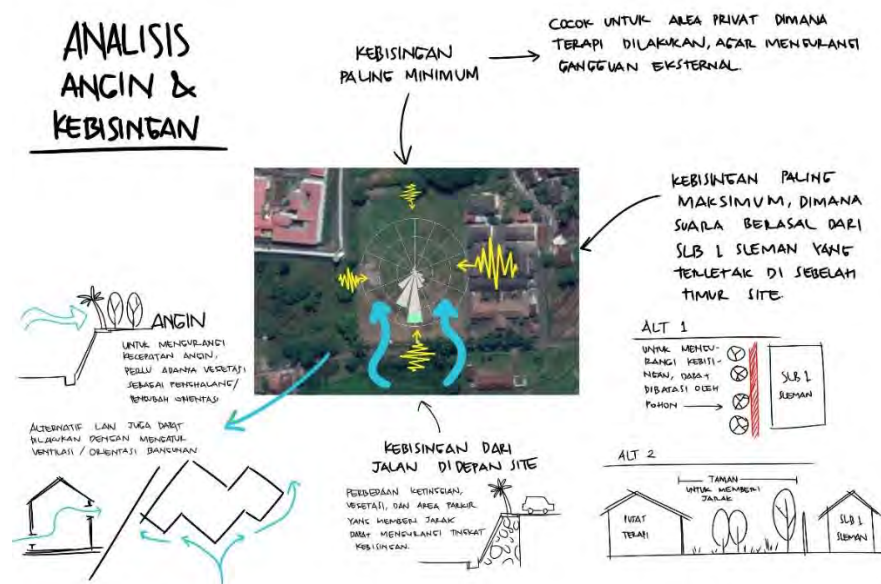 ANALISIS
ANGIN &
KEBISINGAN
KEBISINGAN
PALING MINIMUM
COCOK UNTUK AREA PRIVAT DIMANA
TERAPI DILAKUKAN, AGAR MENGURANGI
GANGGUAN EKSTERNAL.
KEBISINGAN PALING
MAKSIMUM, DIMANA
SUARA BERASAL DARI
SLB 1 SLEMAN YANG
TERLETAK DI SEBELAH
TIMUR SITE.
ANGIN
UNTUK MENGURANGI
KECEPATAN ANGIN,
PERLU ADANYA VEGETASI
SEBAGAI PENGHALANG/
PENGUBAH ORIENTASI
ALTERNATIF LAIN JUGA DAPAT
DILAKUKAN DENGAN MENGATUR
VENTILASI / ORIENTASI BANGUNAN
KEBISINGAN DARI
JALAN DIDEPAN SITE
PERBEDAAN KETINGGIAN,
VEGETASI, DAN AREA PARKIR
YANG MEMBERI JARAK
DAPAT MENGURANGI TINGKAT
KEBISINGAN.
ALT 1
UNTUK MENGU-
RANGI KEBISI-
NGAN, DAPAT
DIBATASI OLEH
POHON
SLB 1
SLEMAN
ALT 2
TAMAN
UNTUK MEMBERI
JARAK
PUSAT
TERAPI
SLB 1
SLEMAN